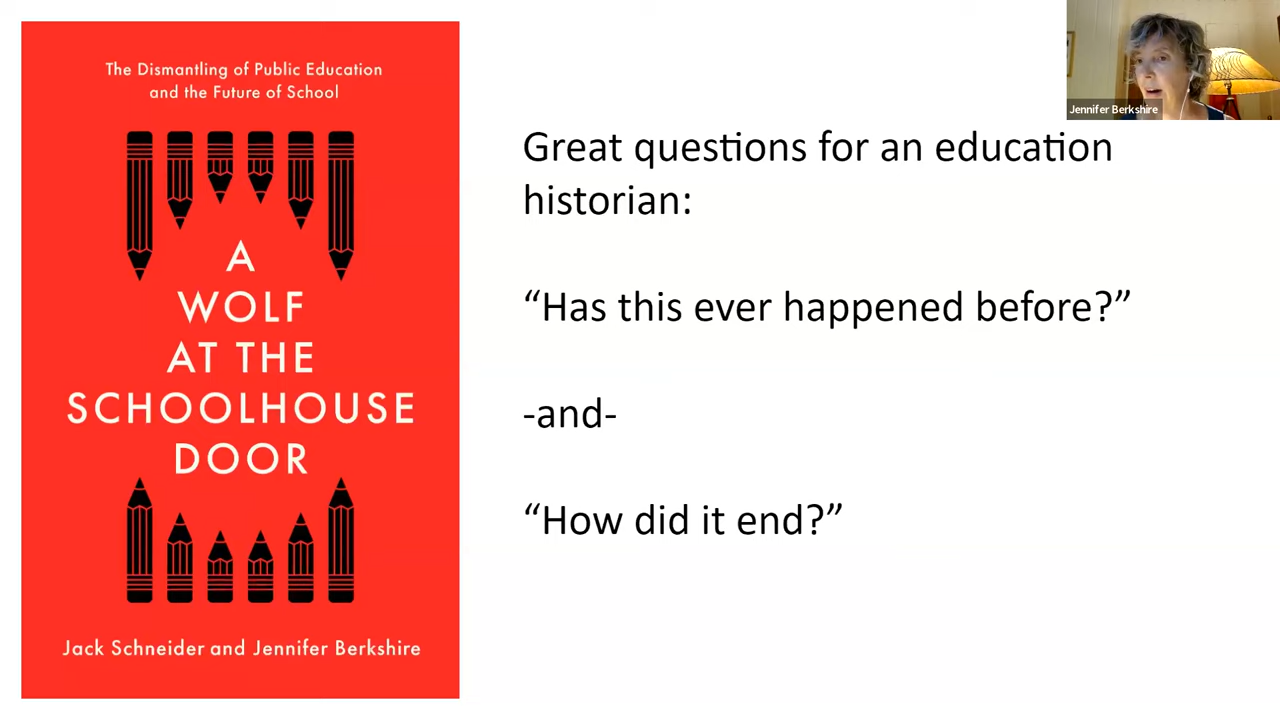 The Dismantling of Public Education
and the Future of School
A
WOLF
AT THE
SCHOOLHOUSE
DOOR
Jack Schneider and Jennifer Berkshire
Great questions for an education
historian:
“Has this ever happened before?”
-and-
“How did it end?”
Jennifer Berkshire